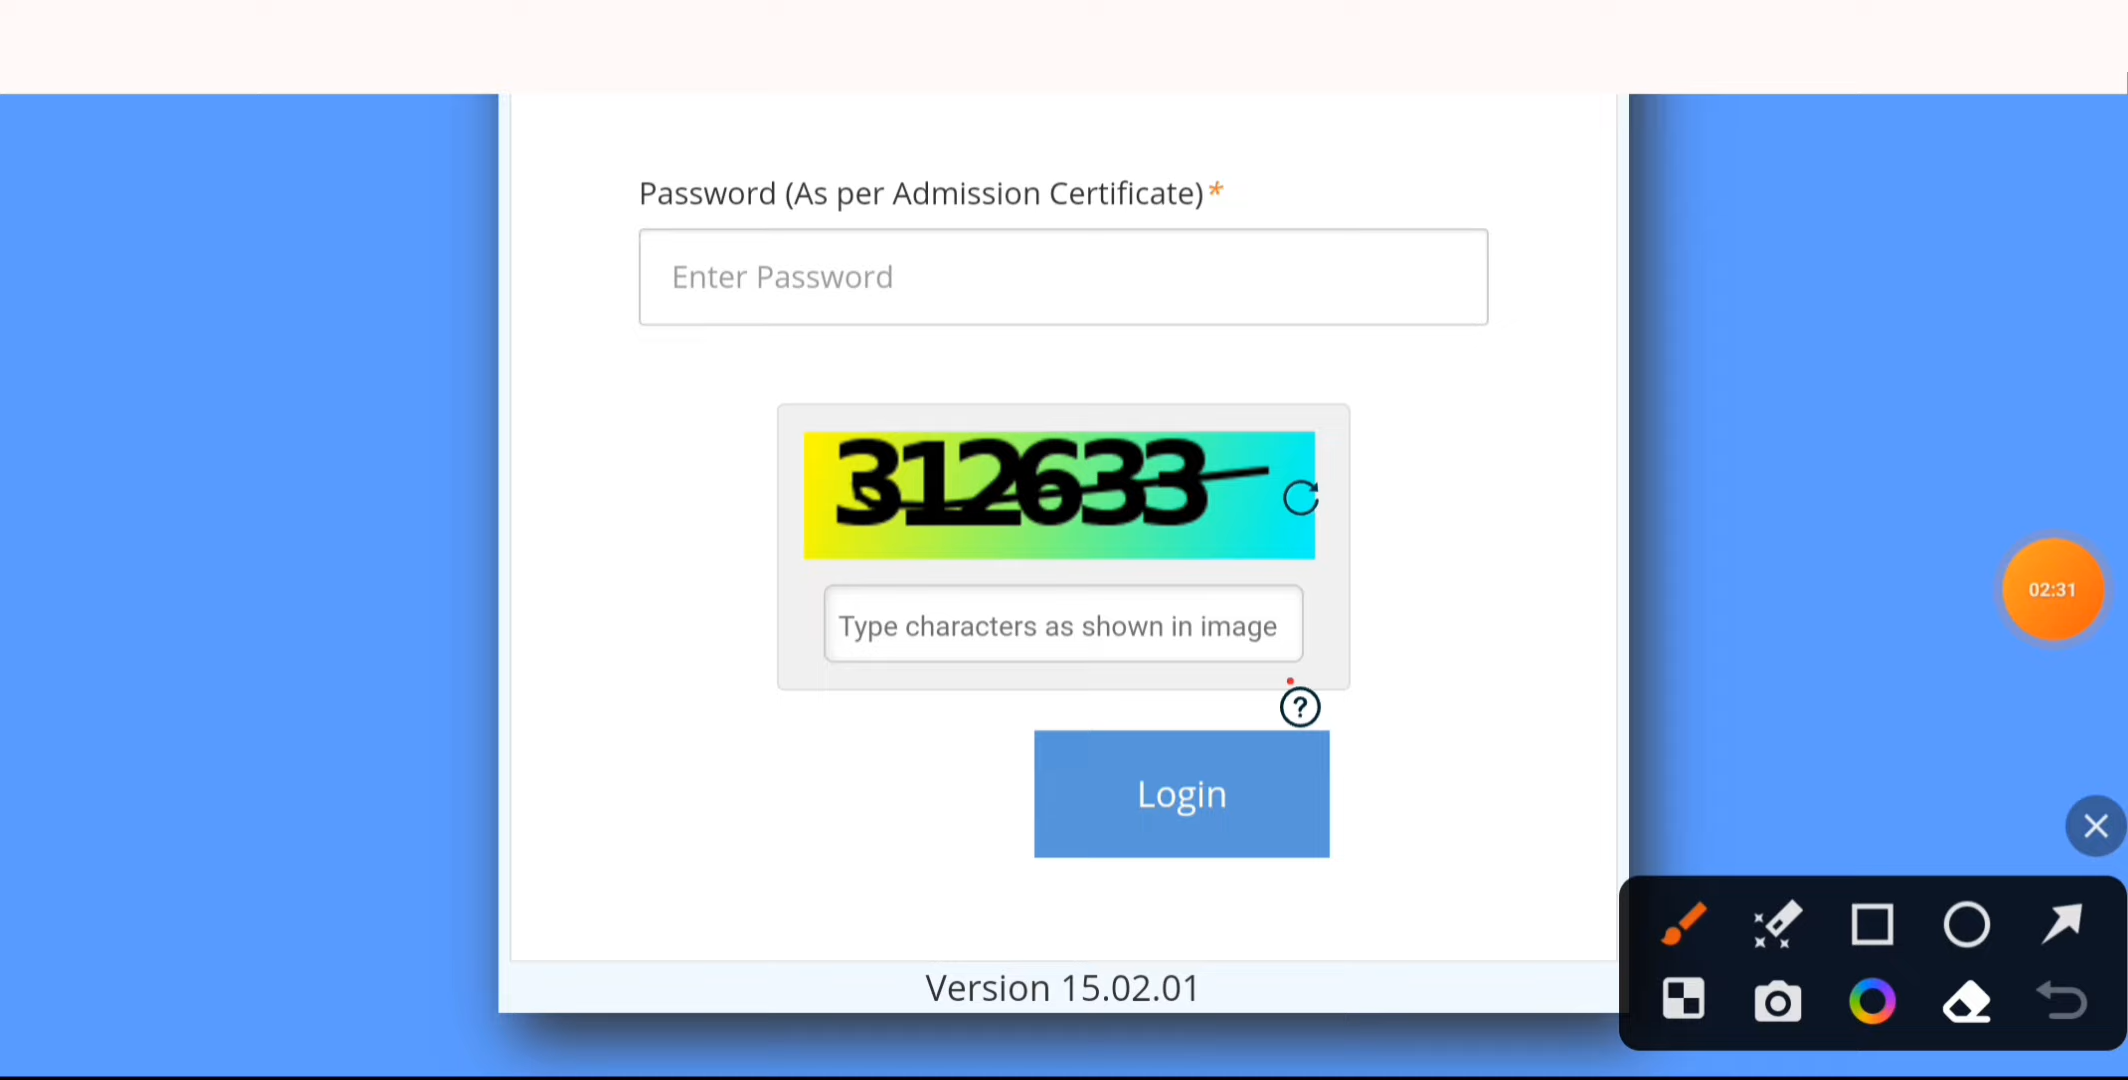 Password (As per Admission Certificate)*
Enter Password
312633
Type characters as shown in image
?
Login
Version 15.02.01
02:31